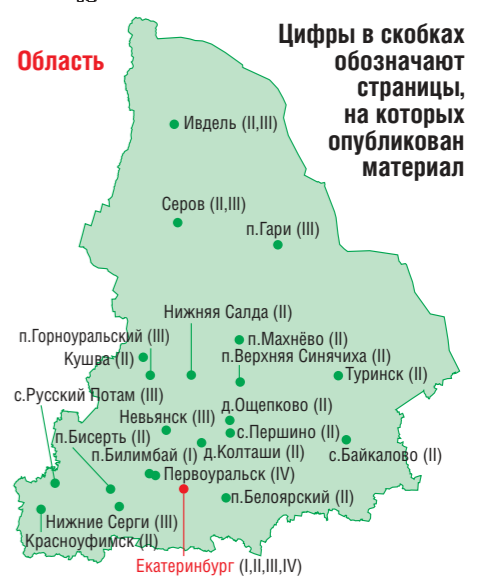 Область
Цифры в скобках
обозначают
страницы,
на которых
опубликован
материал
Ивдель (II,III)
Серов (II,III)
п.Гари (III)
Нижняя Салда (II)
п.Горноуральский (III)
п.Махнёво (II)
Кушва (II)
п.Верхняя Синячиха (II)
Туринск (II)
с.Русский Потам (III)
д.Ощепково (II)
Невьянск (III)
п.Бисерть (II)
с.Першино (II)
д.Колташи (II)
с.Байкалово (II)
п.Билимбай (I)
Первоуральск (IV)
п.Белоярский (II)
Нижние Серги (III)
Красноуфимск (II)
Екатеринбург (I,II,III,IV)